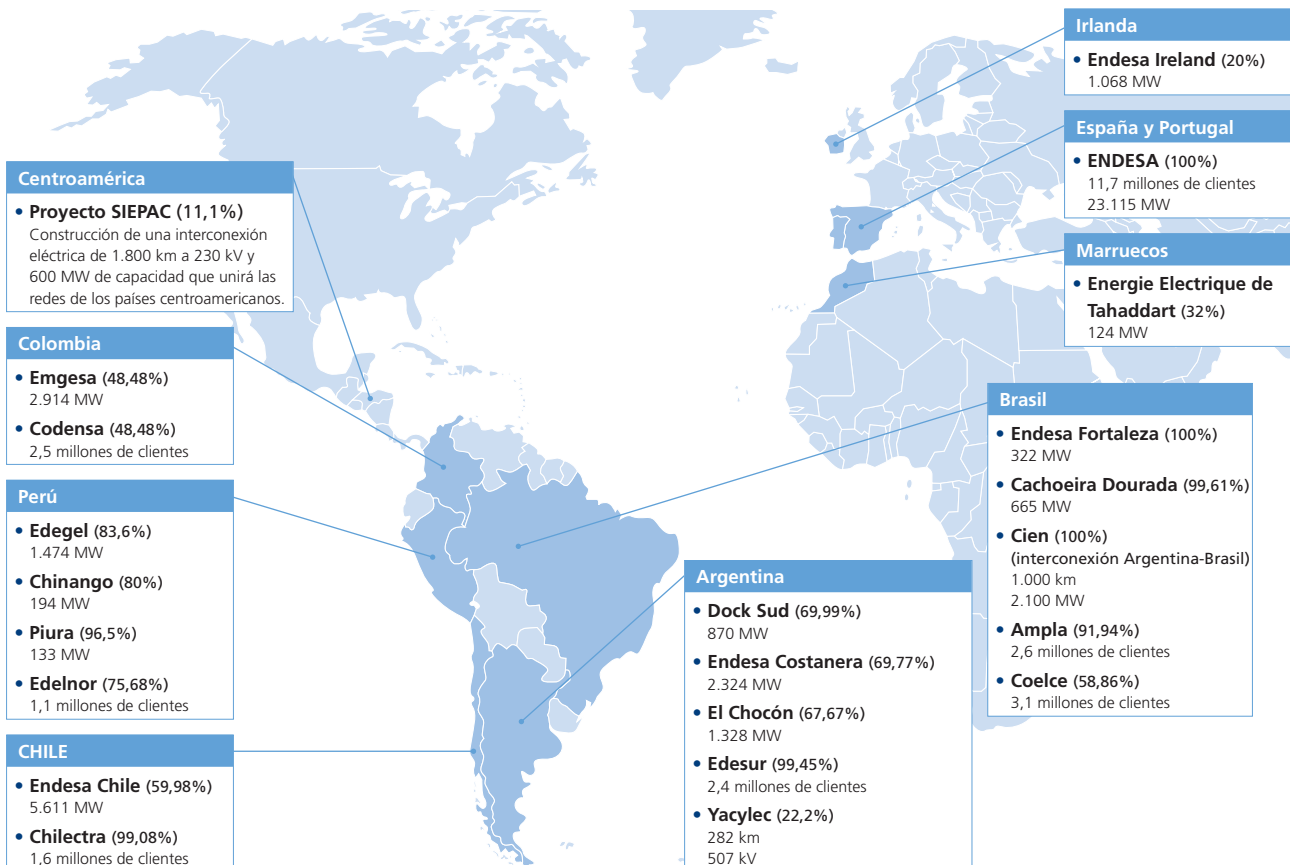 Irlanda
• Endesa Ireland (20%)
1.068 MW
España y Portugal
• ENDESA (100%)
11,7 millones de clientes
23.115 MW
Marruecos
• Energie Electrique de
Tahaddart (32%)
124 MW
Centroamérica
• Proyecto SIEPAC (11,1%)
Construcción de una interconexión
eléctrica de 1.800 km a 230 kV y
600 MW de capacidad que unirá las
redes de los países centroamericanos.
Colombia
• Emgesa (48,48%)
2.914 MW
• Codensa (48,48%)
2,5 millones de clientes
Perú
• Edegel (83,6%)
1.474 MW
• Chinango (80%)
194 MW
• Piura (96,5%)
133 MW
• Edelnor (75,68%)
1,1 millones de clientes
CHILE
• Endesa Chile (59,98%)
5.611 MW
• Chilectra (99,08%)
1,6 millones de clientes
Argentina
• Dock Sud (69,99%)
870 MW
• Endesa Costanera (69,77%)
2.324 MW
• El Chocón (67,67%)
1.328 MW
• Edesur (99,45%)
2,4 millones de clientes
• Yacylec (22,2%)
282 km
507 kV
Brasil
• Endesa Fortaleza (100%)
322 MW
• Cachoeira Dourada (99,61%)
665 MW
• Cien (100%)
(interconexión Argentina-Brasil)
1.000 km
2.100 MW
• Ampla (91,94%)
2,6 millones de clientes
• Coelce (58,86%)
3,1 millones de clientes